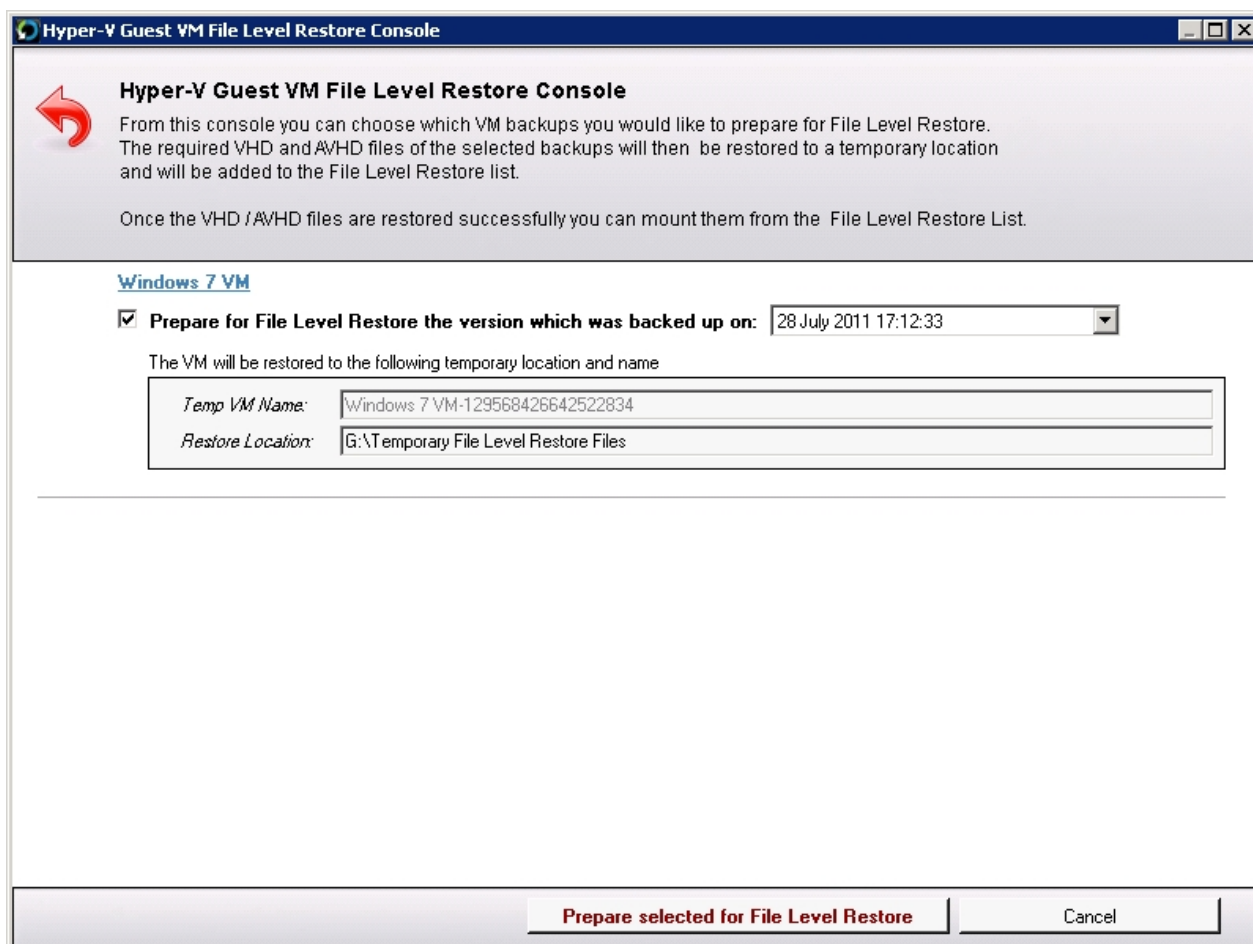 Hyper-V Guest VM File Level Restore Console
Hyper-V Guest VM File Level Restore Console
From this console you can choose which VM backups you would like to prepare for File Level Restore.
The required VHD and AVHD files of the selected backups will then be restored to a temporary location
and will be added to the File Level Restore list.
Once the VHD / AVHD files are restored successfully you can mount them from the File Level Restore List.
Windows 7 VM
Prepare for File Level Restore the version which was backed up on: 28 July 2011 17:12:33
The VM will be restored to the following temporary location and name
Temp VM Name: Windows 7 VM-129568426642522834
Restore Location: G:\Temporary File Level Restore Files
Prepare selected for File Level Restore Cancel